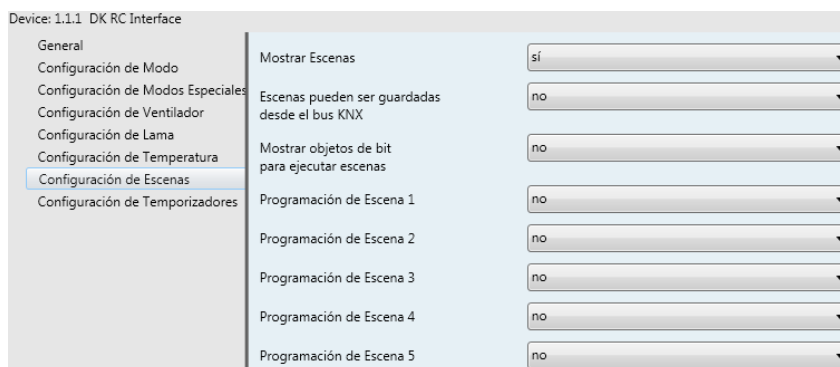 Device: 1.1.1 DK RC Interface
General
Configuración de Modo
Configuración de Modos Especiales
Configuración de Ventilador
Configuración de Lama
Configuración de Temperatura
Configuración de Escenas
Configuración de Temporizadores
Mostrar Escenas
sí
Escenas pueden ser guardadas
desde el bus KNX
no
Mostrar objetos de bit
para ejecutar escenas
no
Programación de Escena 1
no
Programación de Escena 2
no
Programación de Escena 3
no
Programación de Escena 4
no
Programación de Escena 5
no